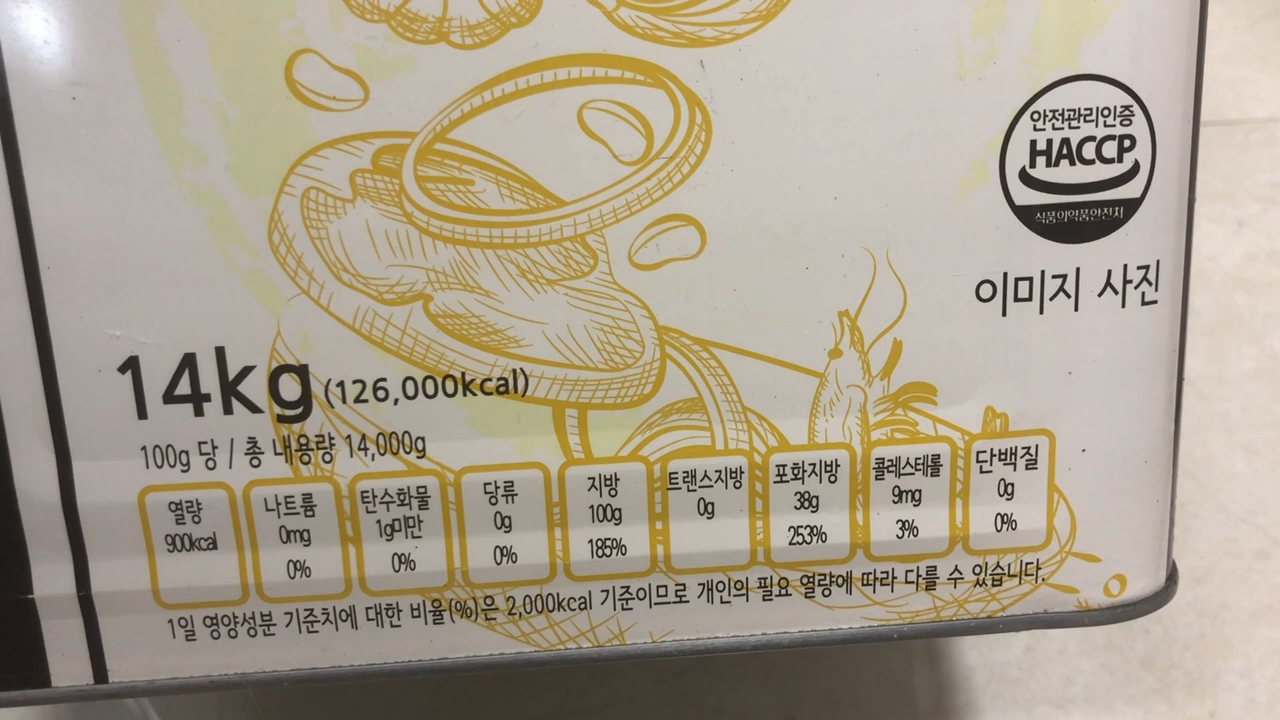 안전관리인증
HACCP
식품의약품안전처
이미지 사진
14kg (126,000kcal)
100g 당 / 총 내용량 14,000g
열량 900kcal
나트륨 0mg 0%
탄수화물 1g미만 0%
당류 0g 0%
지방 100g 185%
트랜스지방 0g
포화지방 38g 253%
콜레스테롤 9mg 3%
단백질 0g 0%
1일 영양성분 기준치에 대한 비율(%)은 2,000kcal 기준이므로 개인의 필요 열량에 따라 다를 수 있습니다.